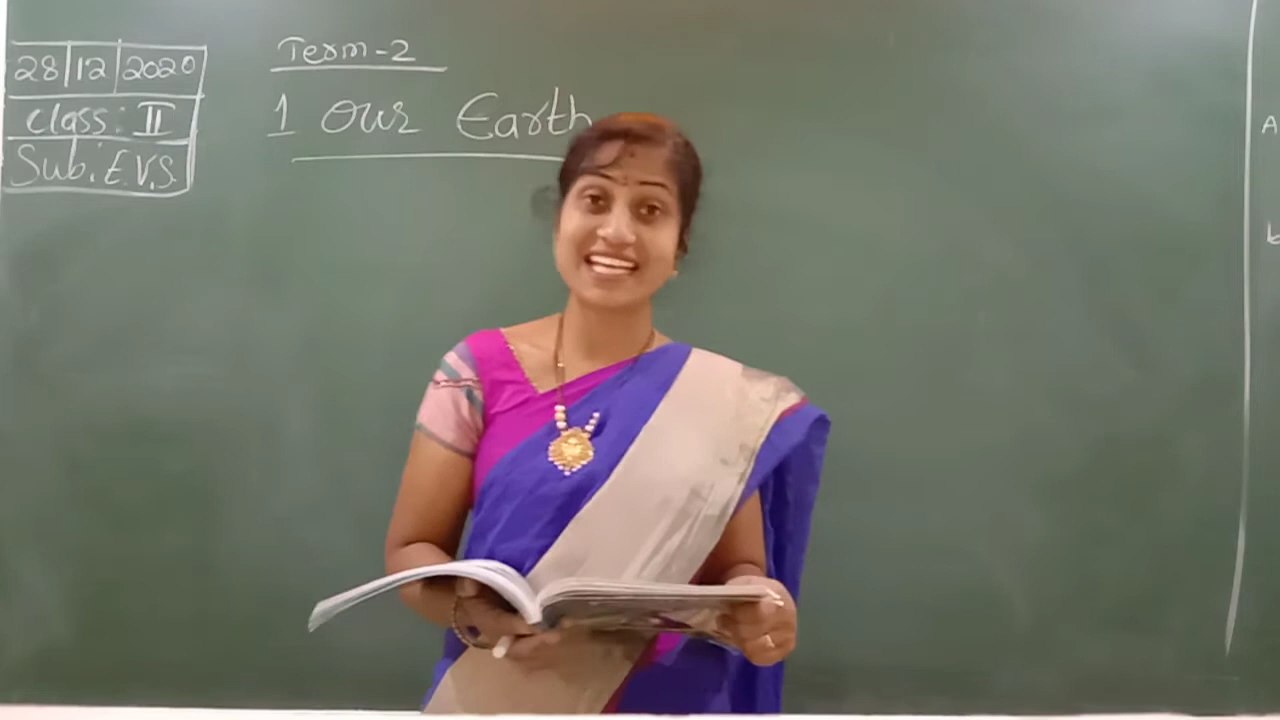 28|12|2020
class: II
Sub: E.V.S.
Term-2
1 Our Earth
A